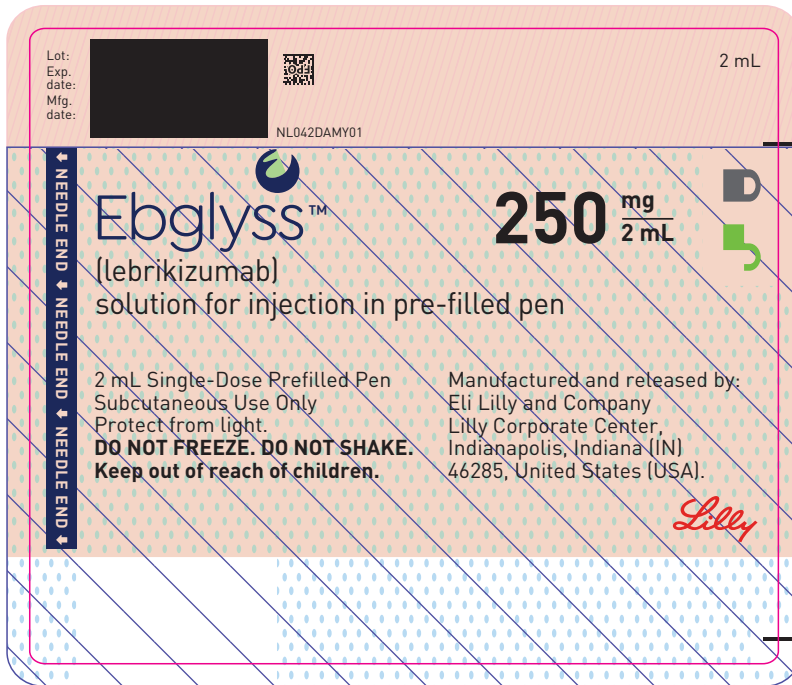 Lot:
Exp.
date:
Mfg.
date:
2 mL
NL042DAMY01
NEEDLE END NEEDLE END NEEDLE END
Ebglyss™
250 mg
2 mL
(lebrikizumab)
solution for injection in pre-filled pen
2 mL Single-Dose Prefilled Pen
Subcutaneous Use Only
Protect from light.
DO NOT FREEZE. DO NOT SHAKE.
Keep out of reach of children.
Manufactured and released by:
Eli Lilly and Company
Lilly Corporate Center,
Indianapolis, Indiana (IN)
46285, United States (USA).
Lilly